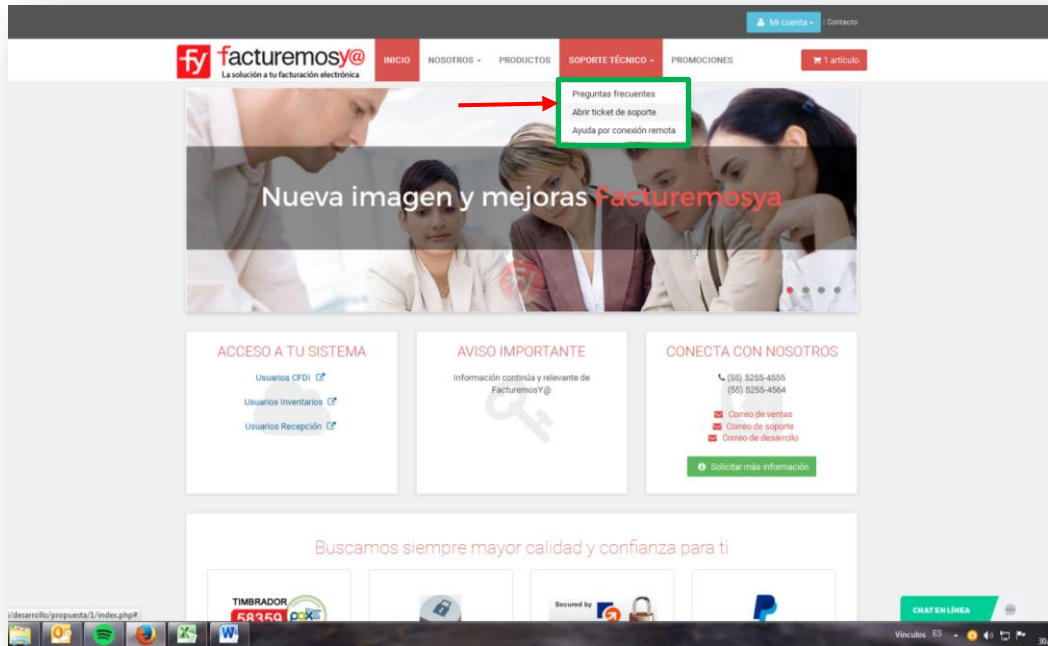 Mi cuenta
Contacto
fy facturemosy@
La solución a tu facturación electrónica
INICIO
NOSOTROS
PRODUCTOS
SOPORTE TÉCNICO
PROMOCIONES
1 artículo
Preguntas frecuentes
Abrir ticket de soporte
Ayuda por conexión remota
Nueva imagen y mejoras Facturemosya
ACCESO A TU SISTEMA
Usuarios CFDI
Usuarios Inventarios
Usuarios Recepción
AVISO IMPORTANTE
Información continúa y relevante de
FacturemosY@
CONECTA CON NOSOTROS
(55) 5255-4555
(55) 5255-4564
Correo de ventas
Correo de soporte
Correo de desarrollo
Solicitar más información
Buscamos siempre mayor calidad y confianza para ti
TIMBRADOR
58359
Secured by
CHAT EN LÍNEA
/desarrollo/propuesta/1/index.php#
Vínculos ES